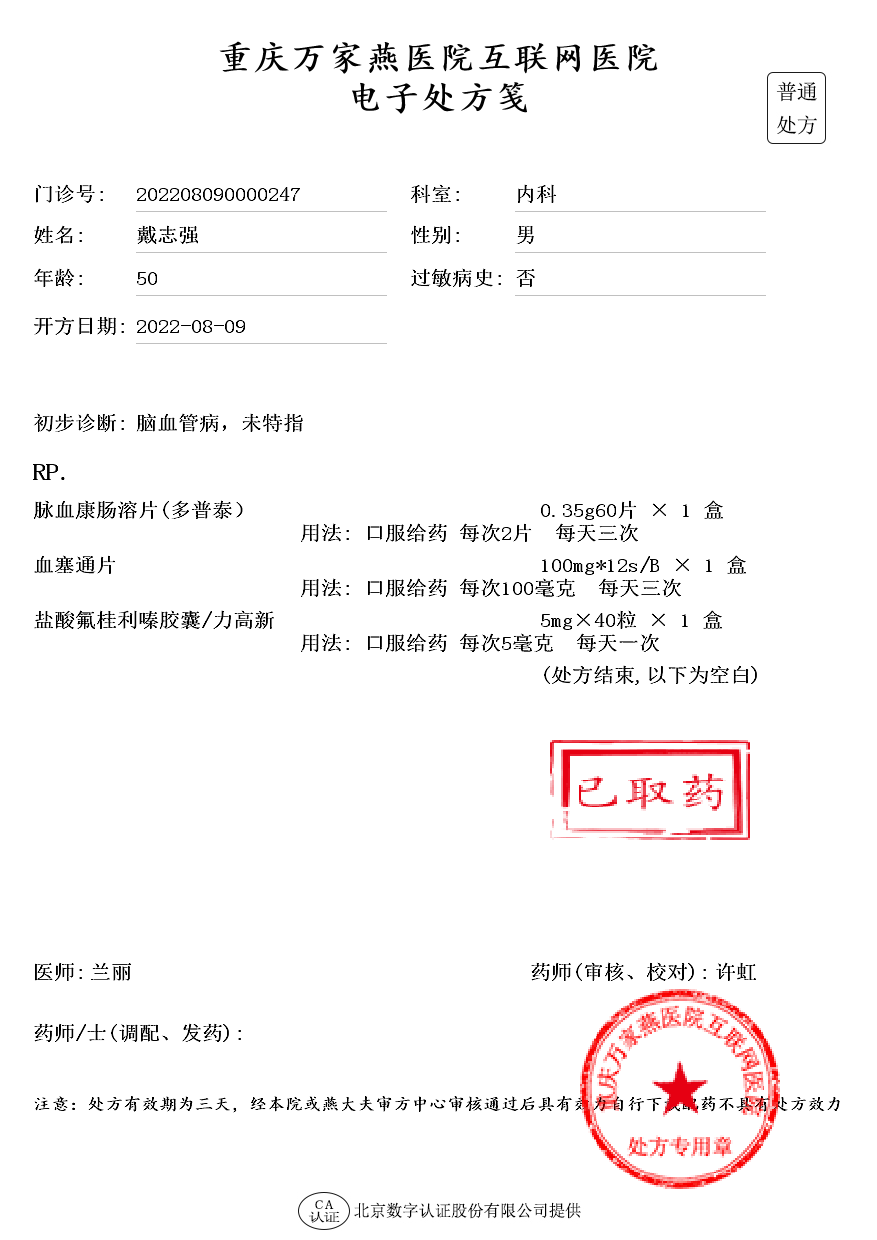 重庆万家燕医院互联网医院
电子处方笺
普通
处方
门诊号: 202208090000247 科室: 内科
姓名: 戴志强 性别: 男
年龄: 50 过敏病史: 否
开方日期: 2022-08-09
初步诊断: 脑血管病，未特指
RP.
脉血康肠溶片(多普泰） 0.35g60片 × 1 盒
用法: 口服给药 每次2片 每天三次
血塞通片 100mg*12s/B × 1 盒
用法: 口服给药 每次100毫克 每天三次
盐酸氟桂利嗪胶囊/力高新 5mg×40粒 × 1 盒
用法: 口服给药 每次5毫克 每天一次
(处方结束,以下为空白)
已取药
医师: 兰丽 药师(审核、校对): 许虹
药师/士(调配、发药):
重庆万家燕医院互联网医院
注意: 处方有效期为三天, 经本院或燕大夫审方中心审核通过后具有效力自行下载配药不具有处方效力
处方专用章
CA
认证
北京数字认证股份有限公司提供